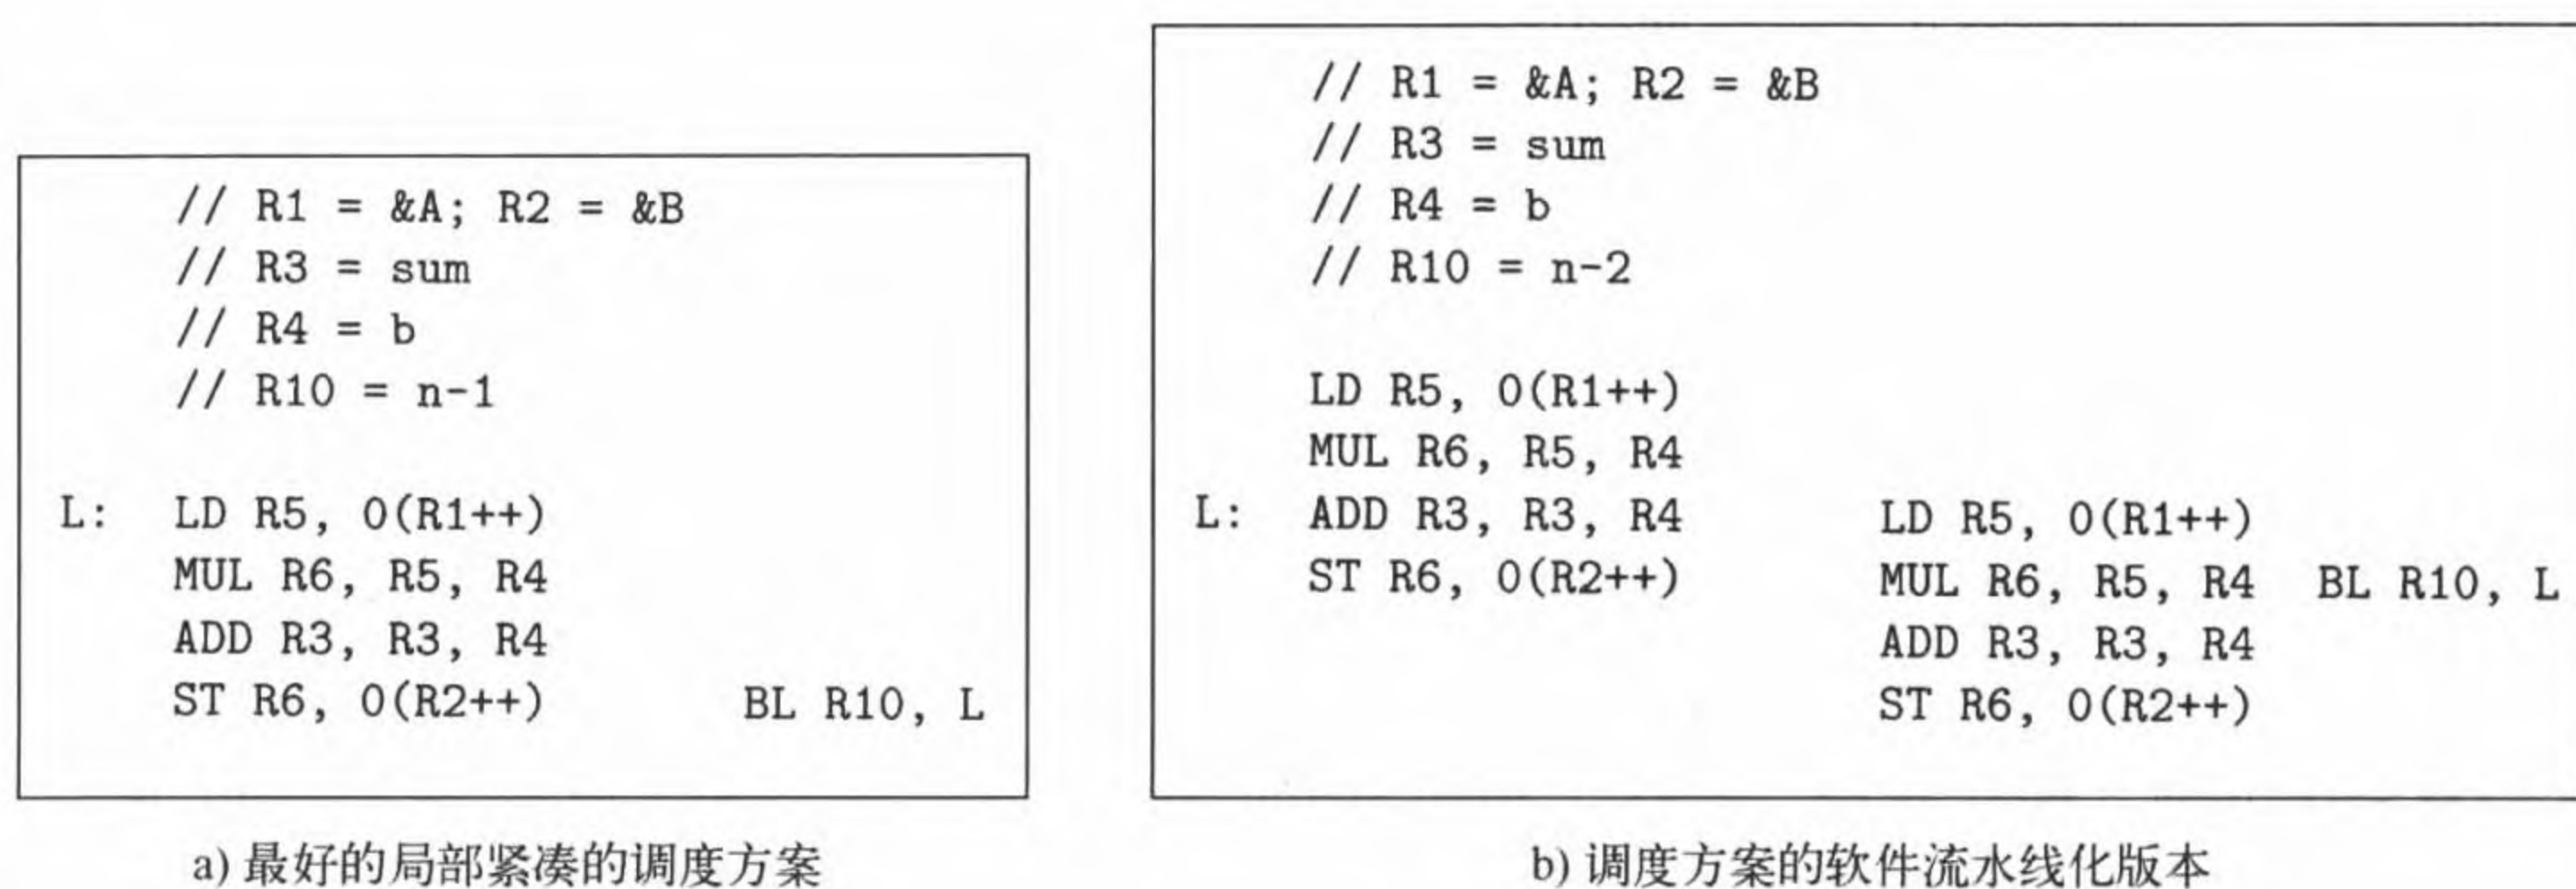 // R1 = &A; R2 = &B
// R3 = sum
// R4 = b
// R10 = n-1
L: LD R5, 0(R1++)
MUL R6, R5, R4
ADD R3, R3, R4
ST R6, 0(R2++) BL R10, L
a) 最好的局部紧凑的调度方案
// R1 = &A; R2 = &B
// R3 = sum
// R4 = b
// R10 = n-2
LD R5, 0(R1++)
MUL R6, R5, R4
L: ADD R3, R3, R4 LD R5, 0(R1++)
ST R6, 0(R2++) MUL R6, R5, R4 BL R10, L
ADD R3, R3, R4
ST R6, 0(R2++)
b) 调度方案的软件流水线化版本